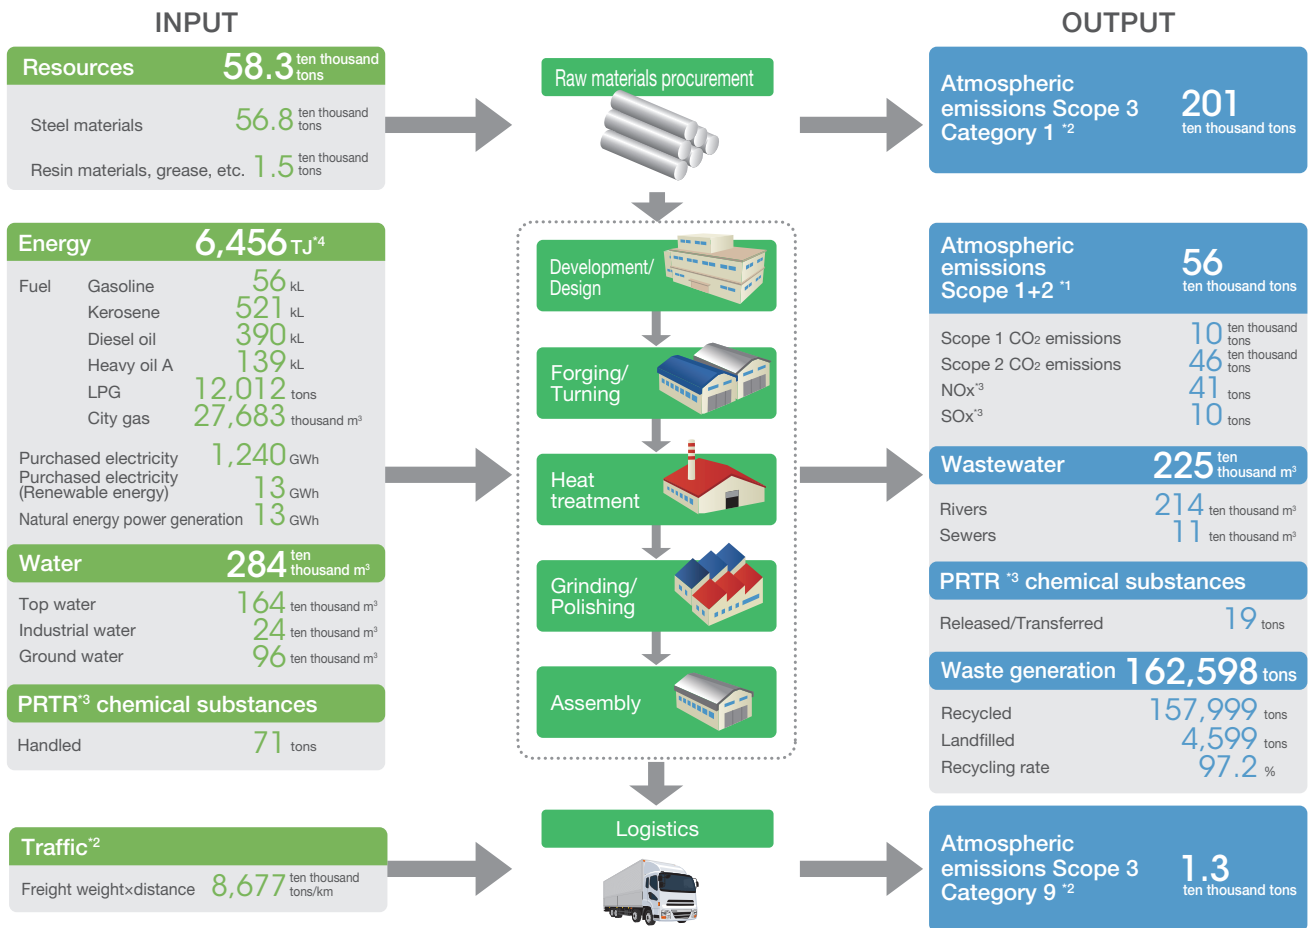 INPUT
Resources 58.3 ten thousand tons
Steel materials 56.8 ten thousand tons
Resin materials, grease, etc. 1.5 ten thousand tons
Energy 6,456 TJ*4
Fuel Gasoline 56 kL
Kerosene 521 kL
Diesel oil 390 kL
Heavy oil A 139 kL
LPG 12,012 tons
City gas 27,683 thousand m³
Purchased electricity 1,240 GWh
Purchased electricity
(Renewable energy) 13 GWh
Natural energy power generation 13 GWh
Water 284 ten thousand m³
Top water 164 ten thousand m³
Industrial water 24 ten thousand m³
Ground water 96 ten thousand m³
PRTR*3 chemical substances
Handled 71 tons
Traffic*2
Freight weight×distance 8,677 ten thousand tons/km
Raw materials procurement
Development/
Design
Forging/
Turning
Heat
treatment
Grinding/
Polishing
Assembly
Logistics
OUTPUT
Atmospheric
emissions Scope 3
Category 1 *2
201
ten thousand tons
Atmospheric
emissions
Scope 1+2 *1
56
ten thousand tons
Scope 1 CO2 emissions 10 ten thousand tons
Scope 2 CO2 emissions 46 ten thousand tons
NOx*3 41 tons
SOx*3 10 tons
Wastewater 225 ten thousand m³
Rivers 214 ten thousand m³
Sewers 11 ten thousand m³
PRTR *3 chemical substances
Released/Transferred 19 tons
Waste generation 162,598 tons
Recycled 157,999 tons
Landfilled 4,599 tons
Recycling rate 97.2 %
Atmospheric
emissions Scope 3
Category 9 *2
1.3
ten thousand tons